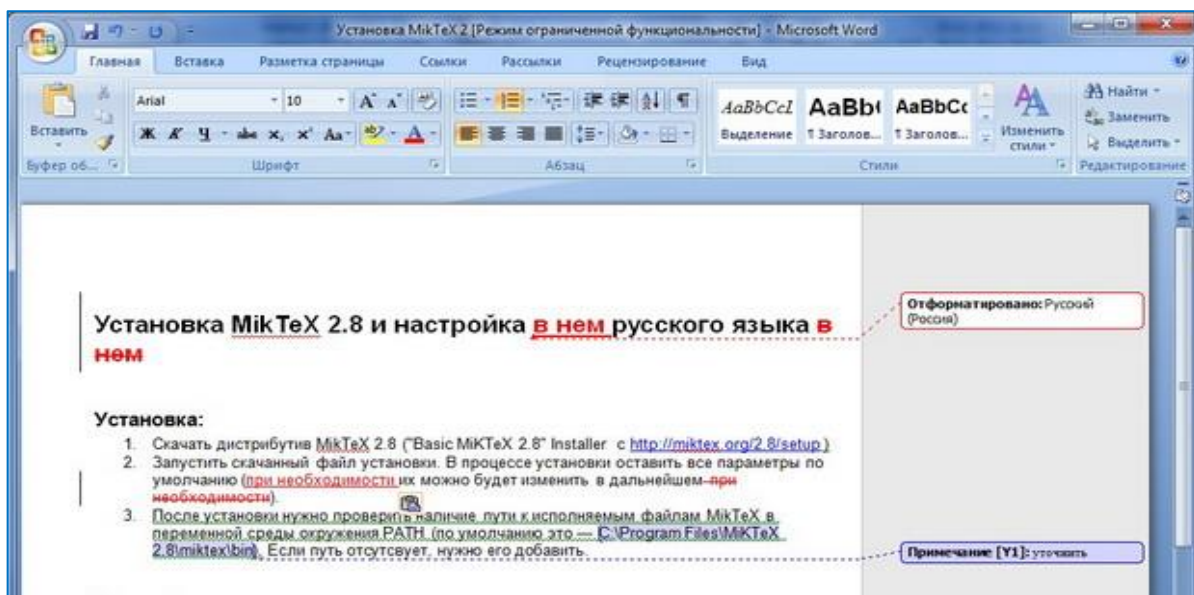 Установка MikTeX 2 [Режим ограниченной функциональности] - Microsoft Word
Главная Вставка Разметка страницы Ссылки Рассылки Рецензирование Вид
Вставить
Arial 10
Ж К Ч abc x, x² Aa
AaBbCcI AaBb AaBbCc
Выделение ¶ Заголов... ¶ Заголов...
Изменить стили
Найти
Заменить
Выделить
Буфер об... Шрифт Абзац Стили Редактирование
Установка MikTeX 2.8 и настройка в нем русского языка в
нем
Отформатировано: Русский
(Россия)
Установка:
1. Скачать дистрибутив MikTeX 2.8 ("Basic MiKTeX 2.8" Installer с http://miktex.org/2.8/setup )
2. Запустить скачанный файл установки. В процессе установки оставить все параметры по
умолчанию (при необходимости их можно будет изменить в дальнейшем при
необходимости).
3. После установки нужно проверить наличие пути к исполняемым файлам MiKTeX в
переменной среды окружения PATH (по умолчанию это — C:\Program Files\MiKTeX
2.8\miktex\bin). Если путь отсутсвует, нужно его добавить.
Примечание [Y1]: уточнить